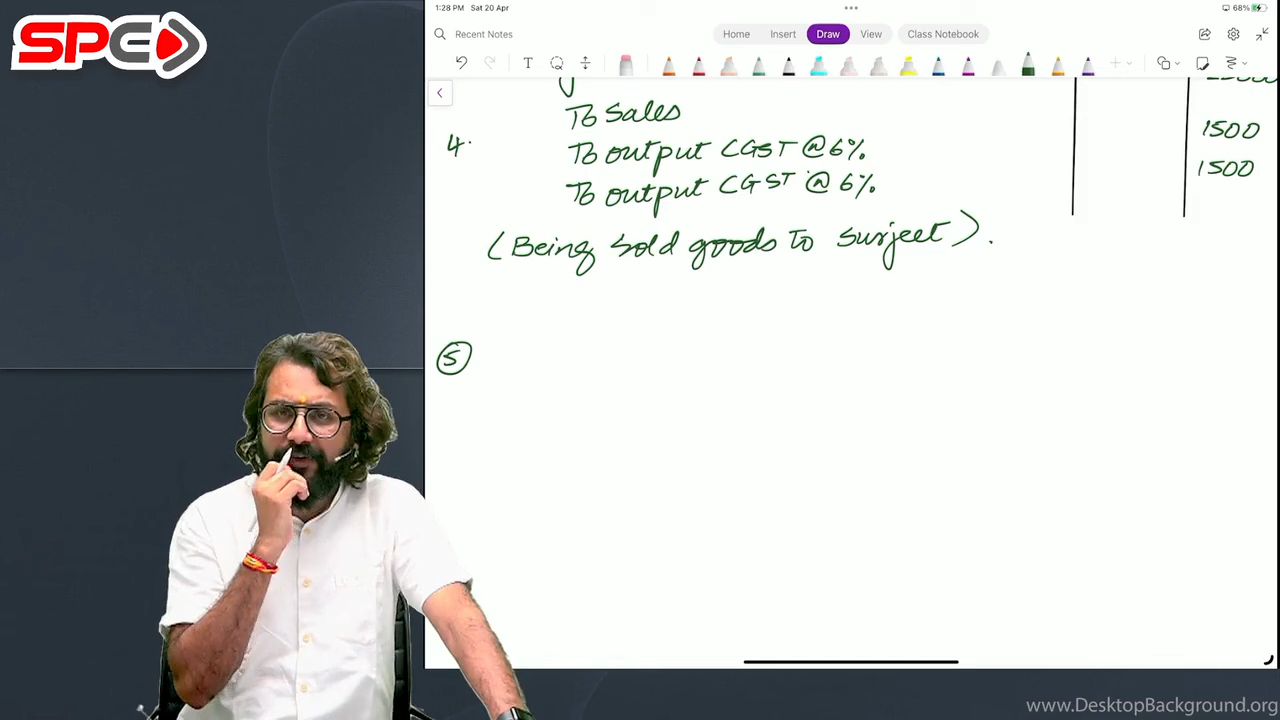 SPC
1:28 PM Sat 20 Apr
68%
Recent Notes
Home Insert Draw View Class Notebook
T
To Sales
4.
To output CGST @6%
To output CGST @6%
1500
1500
(Being sold goods To Surjeet).
5
www.DesktopBackground.org